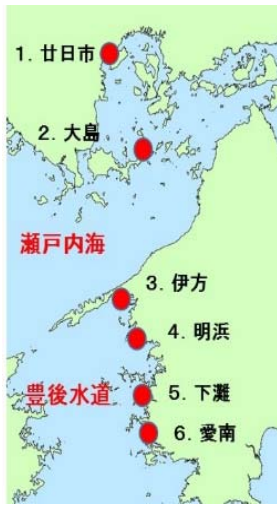 1. 廿日市
2. 大島
瀬戸内海
3. 伊方
4. 明浜
豊後水道
5. 下灘
6. 愛南